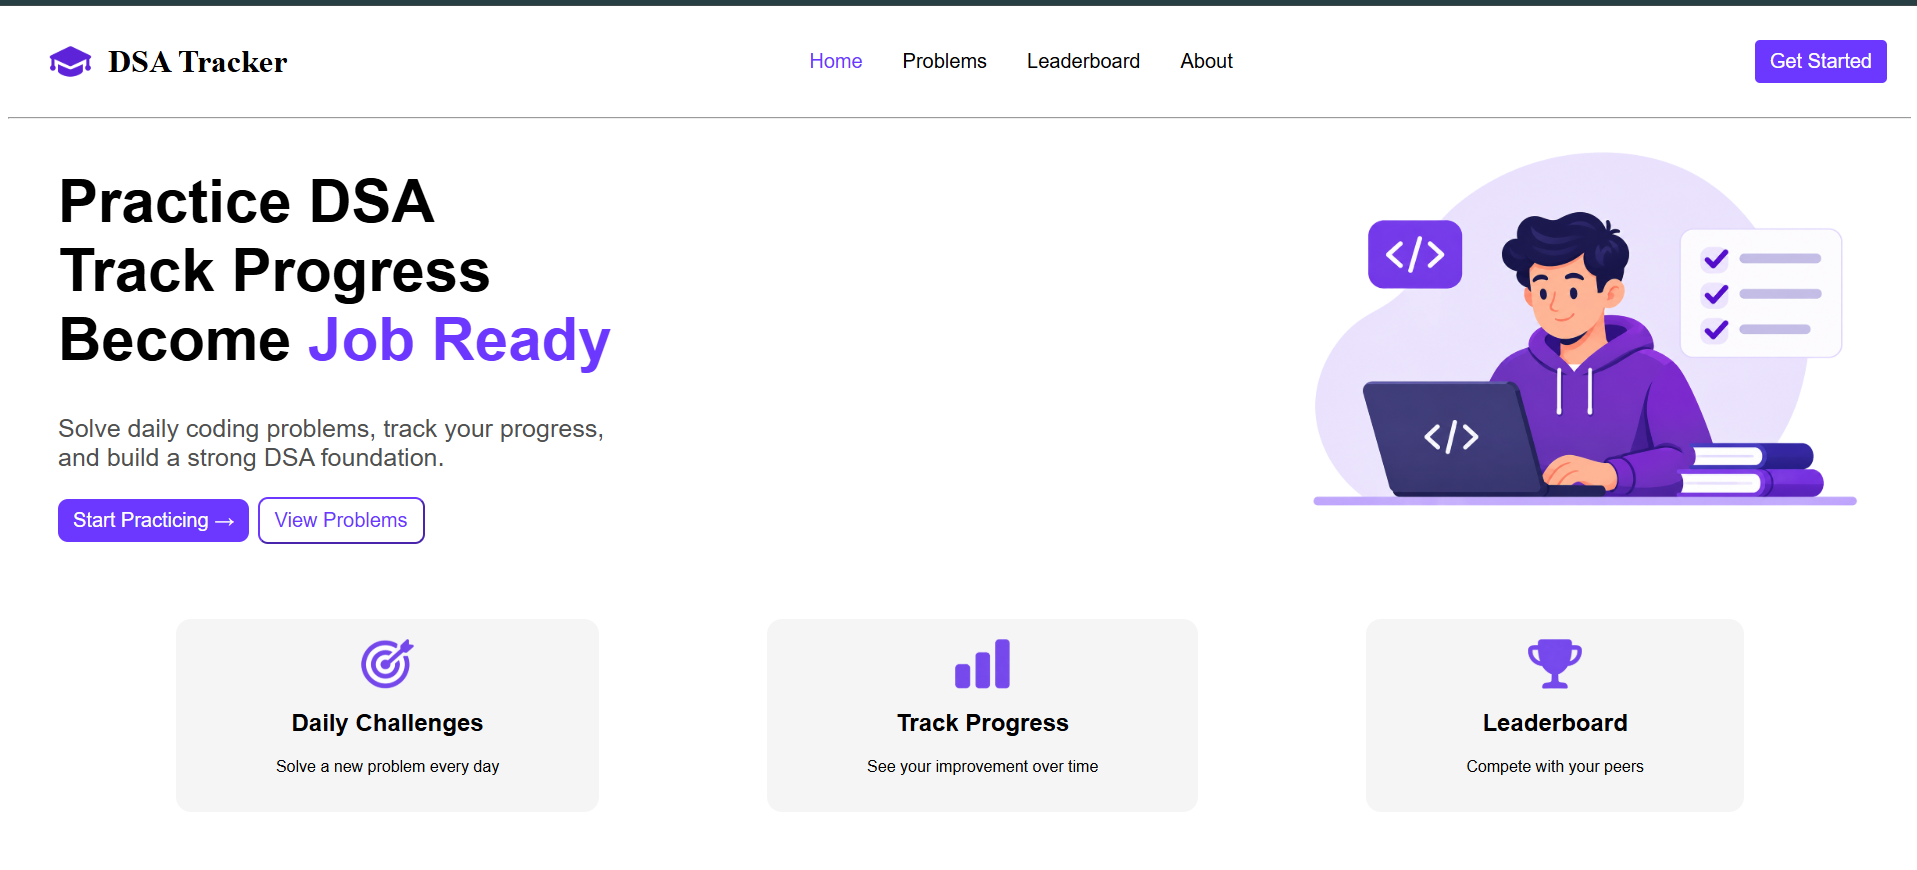 DSA Tracker
Home
Problems
Leaderboard
About
Get Started
Practice DSA
Track Progress
Become Job Ready
</>
</>
Solve daily coding problems, track your progress,
and build a strong DSA foundation.
Start Practicing →
View Problems
Daily Challenges
Solve a new problem every day
Track Progress
See your improvement over time
Leaderboard
Compete with your peers